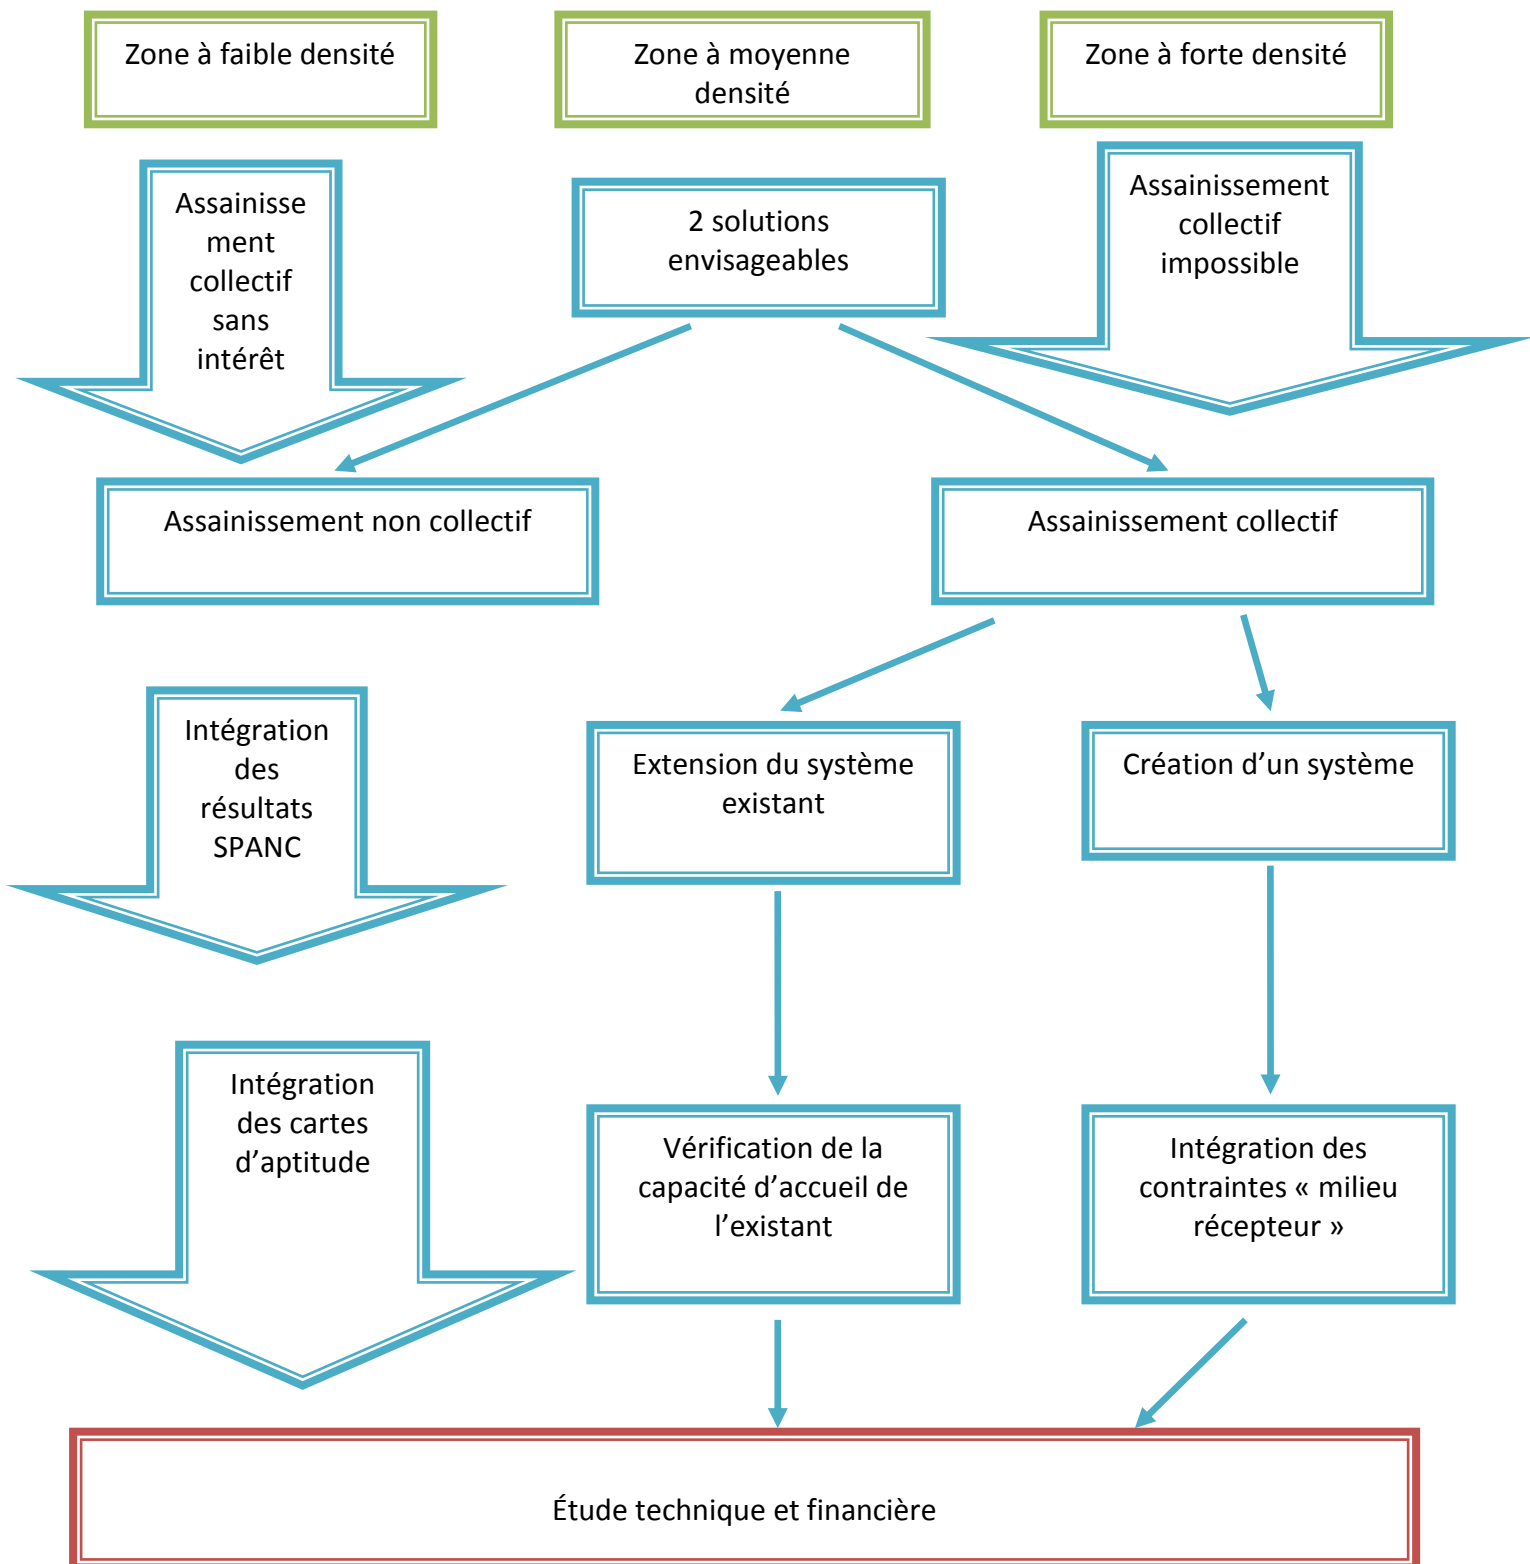 Zone à faible densité
Zone à moyenne
densité
Zone à forte densité
Assainisse
ment
collectif
sans
intérêt
2 solutions
envisageables
Assainissement
collectif
impossible
Assainissement non collectif
Assainissement collectif
Intégration
des
résultats
SPANC
Extension du système
existant
Création d’un système
Intégration
des cartes
d’aptitude
Vérification de la
capacité d’accueil de
l’existant
Intégration des
contraintes « milieu
récepteur »
Étude technique et financière